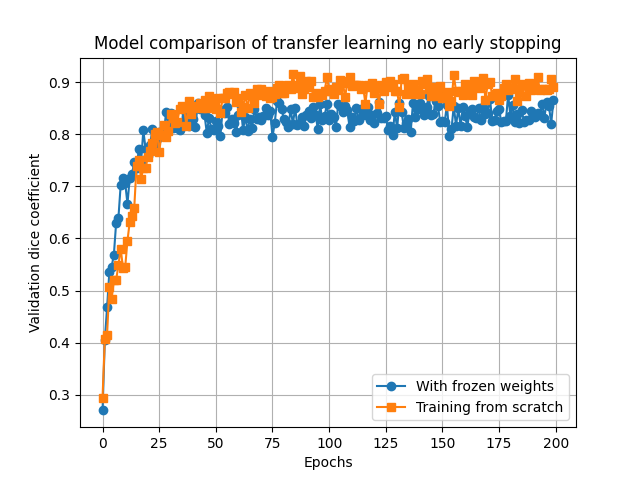 Model comparison of transfer learning no early stopping
Validation dice coefficient
0.9
0.8
0.7
0.6
0.5
0.4
0.3
With frozen weights
Training from scratch
0 25 50 75 100 125 150 175 200
Epochs